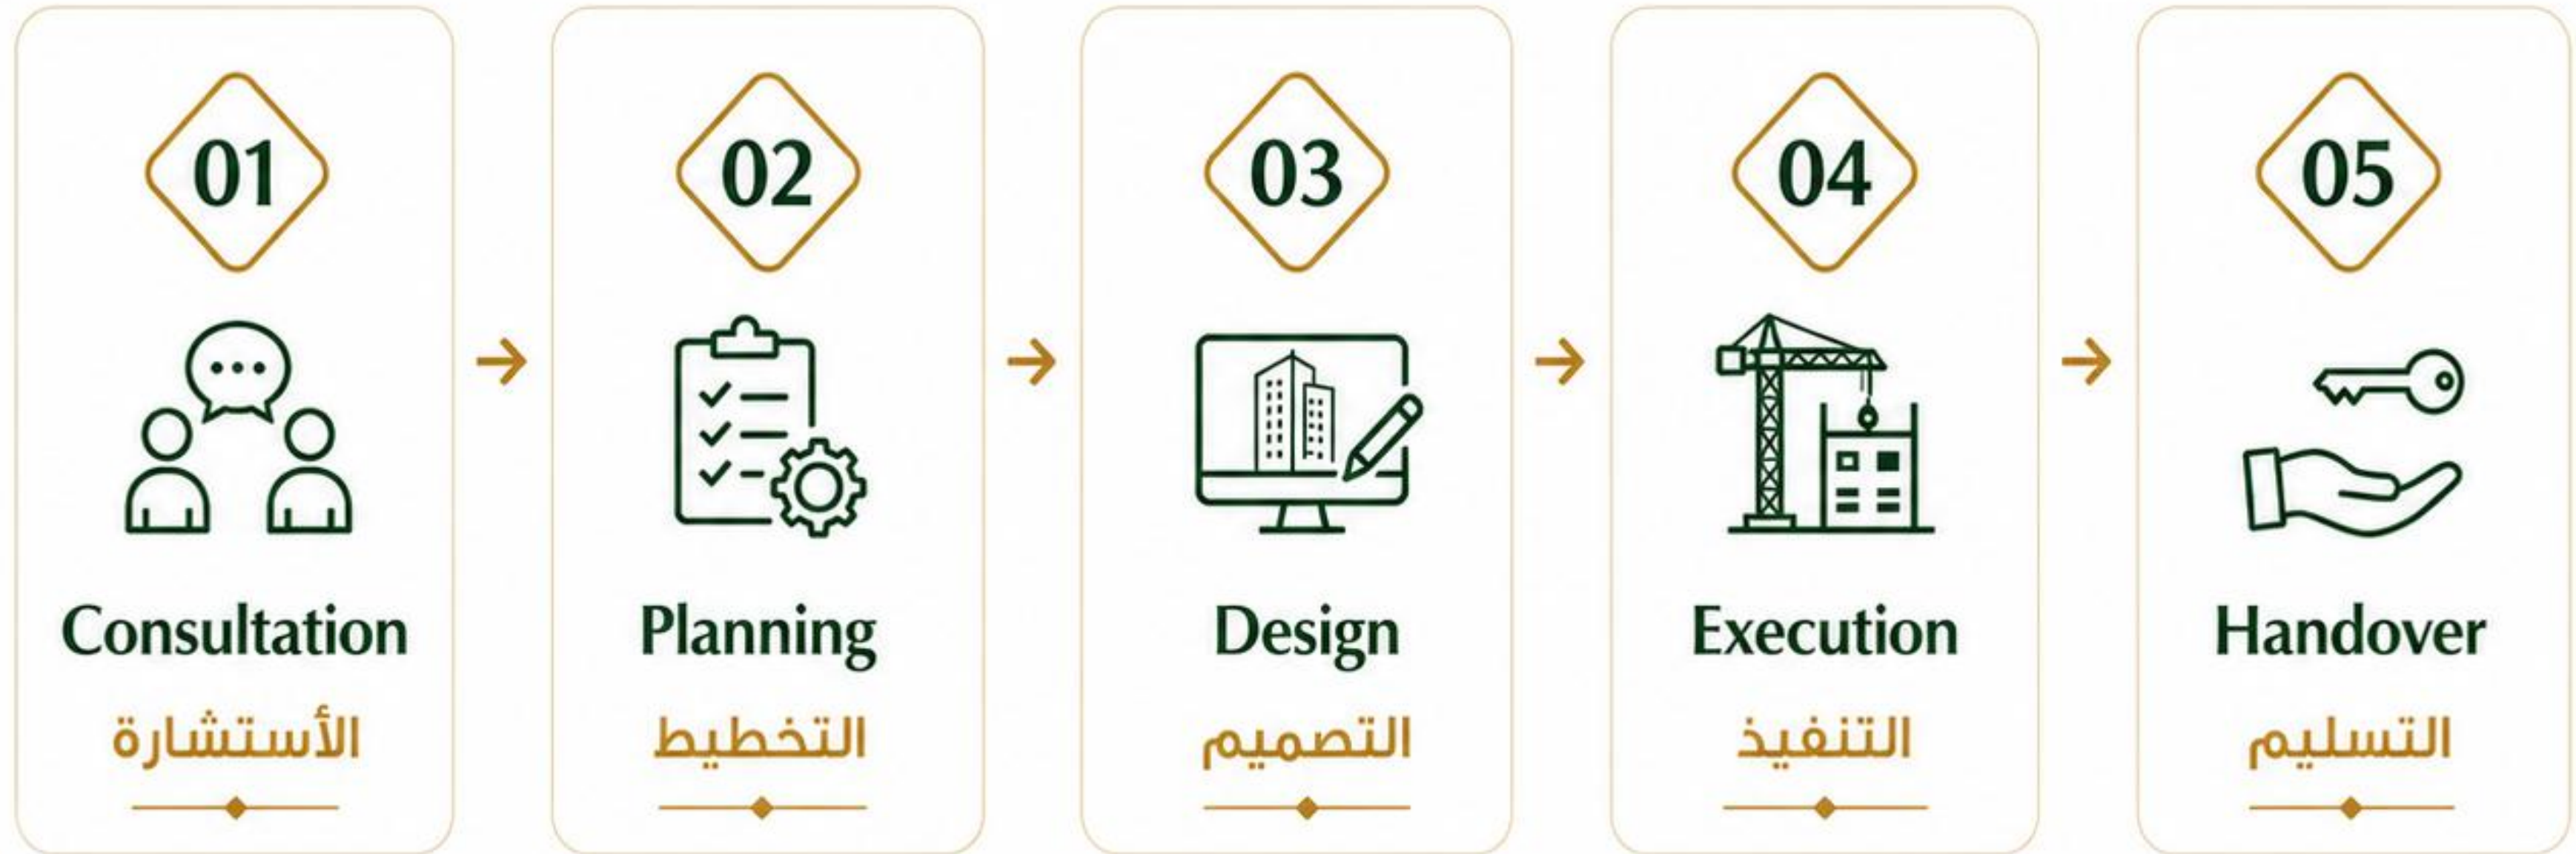 01
Consultation
الأستشارة
02
Planning
التخطيط
03
Design
التصميم
04
Execution
التنفيذ
05
Handover
التسليم